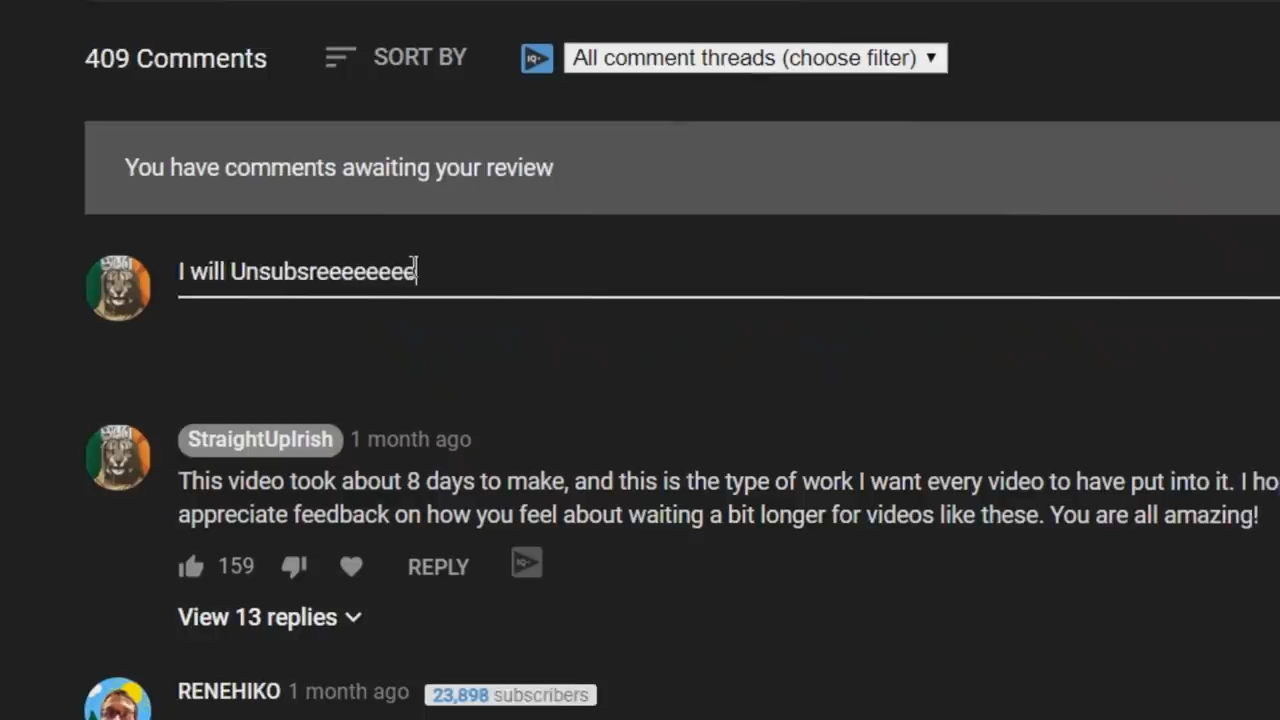 409 Comments
SORT BY
All comment threads (choose filter)
You have comments awaiting your review
I will Unsubsreeeeeeee
StraightUpIrish 1 month ago
This video took about 8 days to make, and this is the type of work I want every video to have put into it. I ho
appreciate feedback on how you feel about waiting a bit longer for videos like these. You are all amazing!
159
REPLY
View 13 replies
RENEHIKO 1 month ago 23,898 subscribers